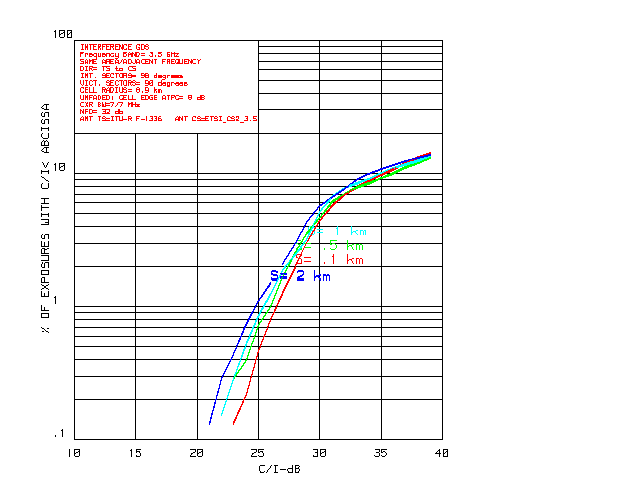 100
INTERFERENCE GDS
Frequency BAND= 3.5 GHz
SAME AREA/ADJACENT FREQUENCY
DIR= TS to CS
INT. SECTORS= 90 degrees
VICT. SECTORS= 90 degrees
CELL RADIUS= 0.9 km
UNFADED: CELL EDGE ATPC= 0 dB
CXR BW=7/7 MHz
NFD= 32 db
ANT TS=ITU-R F-1336 ANT CS=ETSI_CS2_3.5
% OF EXPOSURES WITH C/I< ABCISSA
10
S= 1 km
S= .5 km
S= .1 km
S= 2 km
1
.1
10 15 20 25 30 35 40
C/I-dB